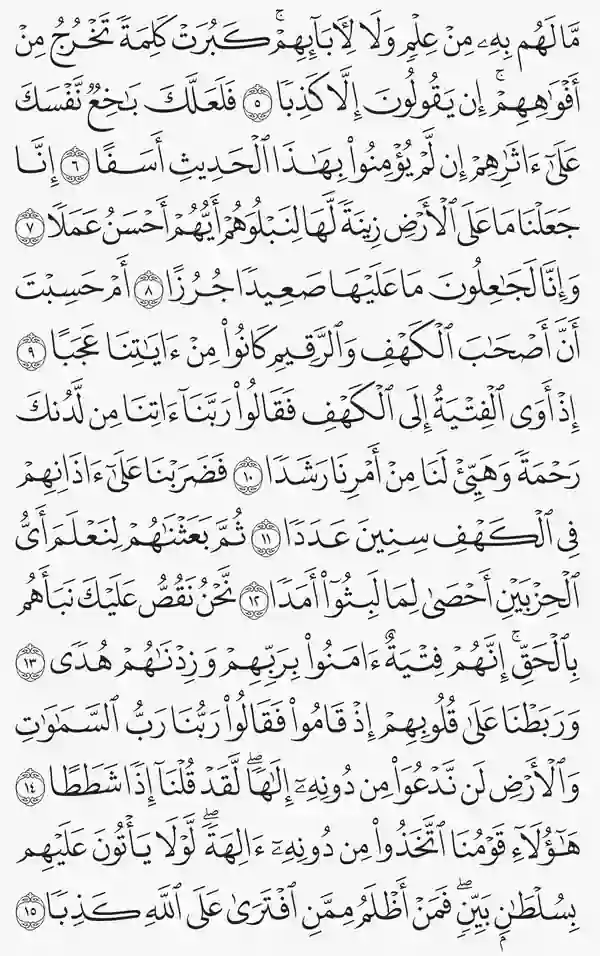 مَّا لَهُم بِهِۦ مِنۡ عِلۡمٖ وَلَا لِأٓبَآئِهِمۡۚ كَبُرَتۡ كَلِمَةٗ تَخۡرُجُ مِنۡ
أَفۡوَٰهِهِمۡۚ إِن يَقُولُونَ إِلَّا كَذِبٗا ٥ فَلَعَلَّكَ بَٰخِعٞ نَّفۡسَكَ
عَلَىٰٓ ءَاثَٰرِهِمۡ إِن لَّمۡ يُؤۡمِنُواْ بِهَٰذَا ٱلۡحَدِيثِ أَسَفًا ٦ إِنَّا
جَعَلۡنَا مَا عَلَى ٱلۡأَرۡضِ زِينَةٗ لَّهَا لِنَبۡلُوَهُمۡ أَيُّهُمۡ أَحۡسَنُ عَمَلٗا ٧
وَإِنَّا لَجَٰعِلُونَ مَا عَلَيۡهَا صَعِيدٗا جُرُزًا ٨ أَمۡ حَسِبۡتَ
أَنَّ أَصۡحَٰبَ ٱلۡكَهۡفِ وَٱلرَّقِيمِ كَانُواْ مِنۡ ءَايَٰتِنَا عَجَبًا ٩
إِذۡ أَوَى ٱلۡفِتۡيَةُ إِلَى ٱلۡكَهۡفِ فَقَالُواْ رَبَّنَآ ءَاتِنَا مِن لَّدُنكَ
رَحۡمَةٗ وَهَيِّئۡ لَنَا مِنۡ أَمۡرِنَا رَشَدٗا ١٠ فَضَرَبۡنَا عَلَىٰٓ ءَاذَانِهِمۡ
فِي ٱلۡكَهۡفِ سِنِينَ عَدَدٗا ١١ ثُمَّ بَعَثۡنَٰهُمۡ لِنَعۡلَمَ أَيُّ
ٱلۡحِزۡبَيۡنِ أَحۡصَىٰ لِمَا لَبِثُوٓاْ أَمَدٗا ١٢ نَّحۡنُ نَقُصُّ عَلَيۡكَ نَبَأَهُم
بِٱلۡحَقِّۚ إِنَّهُمۡ فِتۡيَةٌ ءَامَنُواْ بِرَبِّهِمۡ وَزِدۡنَٰهُمۡ هُدٗى ١٣
وَرَبَطۡنَا عَلَىٰ قُلُوبِهِمۡ إِذۡ قَامُواْ فَقَالُواْ رَبُّنَا رَبُّ ٱلسَّمَٰوَٰتِ
وَٱلۡأَرۡضِ لَن نَّدۡعُوَاْ مِن دُونِهِۦٓ إِلَٰهٗاۖ لَّقَدۡ قُلۡنَآ إِذٗا شَطَطًا ١٤
هَٰٓؤُلَآءِ قَوۡمُنَا ٱتَّخَذُواْ مِن دُونِهِۦٓ ءَالِهَةٗۖ لَّوۡلَا يَأۡتُونَ عَلَيۡهِم
بِسُلۡطَٰنِۭ بَيِّنٖۖ فَمَنۡ أَظۡلَمُ مِمَّنِ ٱفۡتَرَىٰ عَلَى ٱللَّهِ كَذِبٗا ١٥